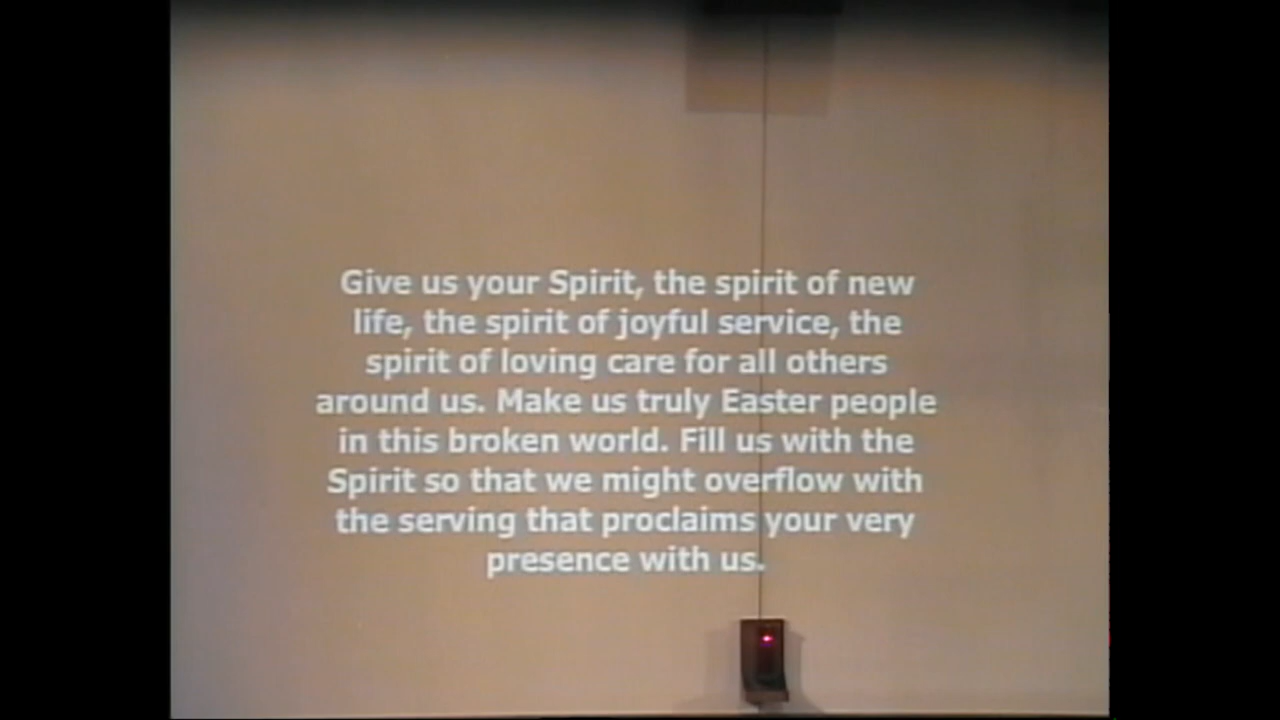 Give us your Spirit, the spirit of new
life, the spirit of joyful service, the
spirit of loving care for all others
around us. Make us truly Easter people
in this broken world. Fill us with the
Spirit so that we might overflow with
the serving that proclaims your very
presence with us.